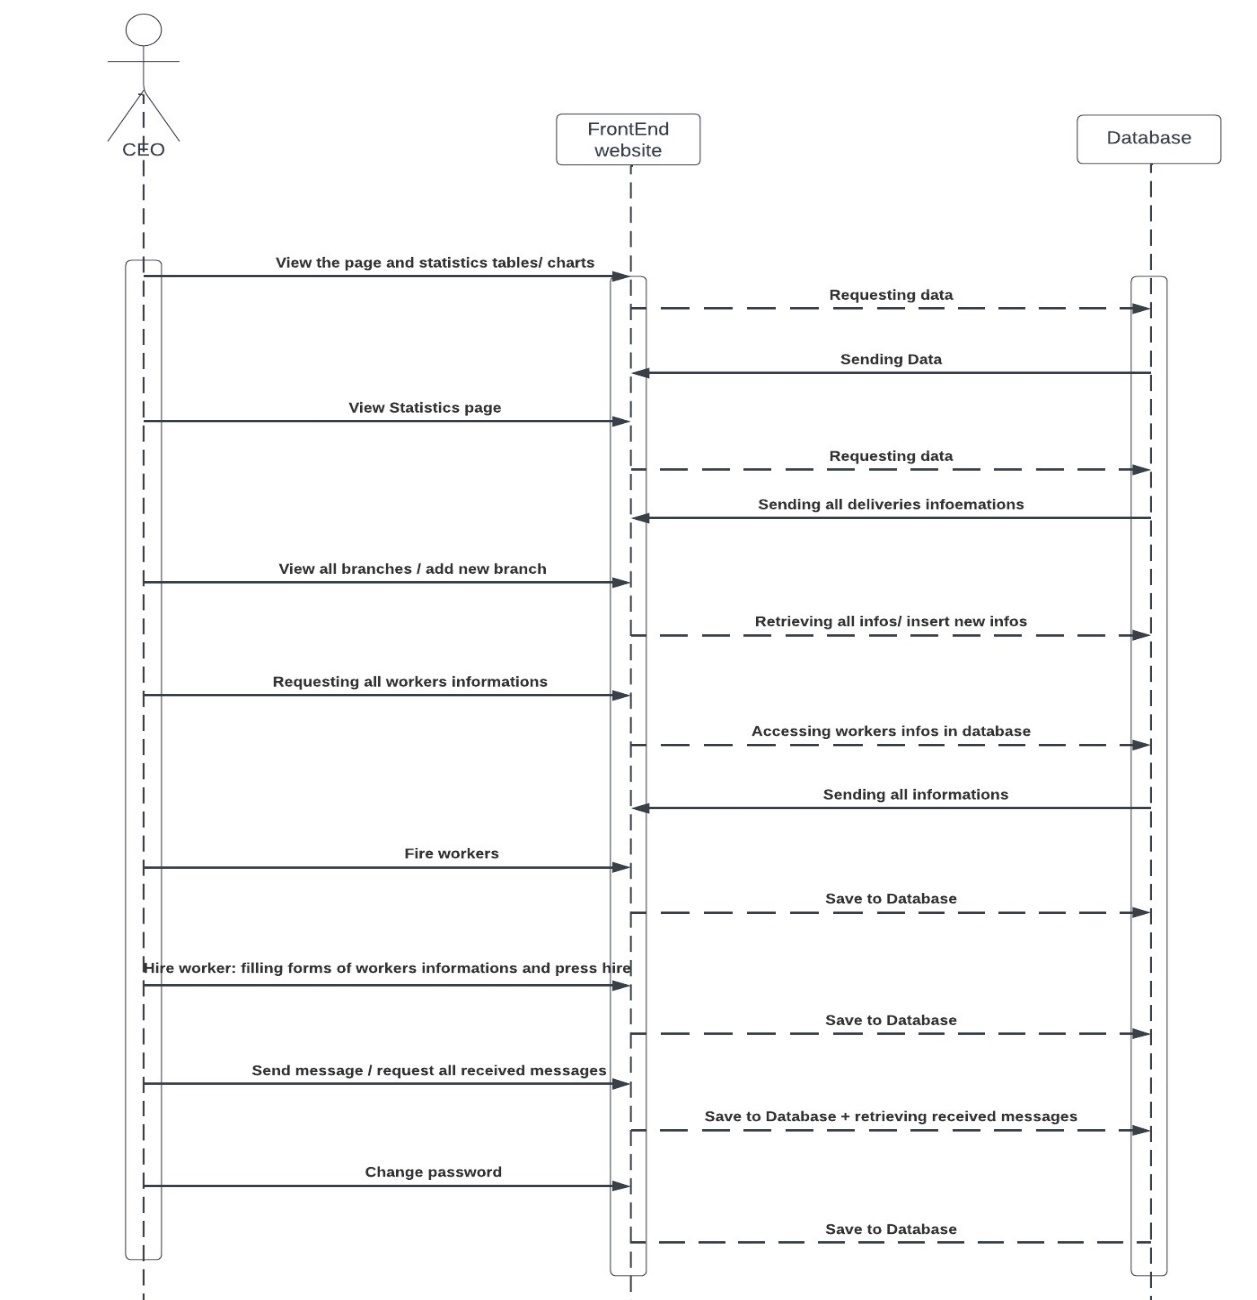 CEO
FrontEnd
website
Database
View the page and statistics tables/ charts
Requesting data
Sending Data
View Statistics page
Requesting data
Sending all deliveries infoemations
View all branches / add new branch
Retrieving all infos/ insert new infos
Requesting all workers informations
Accessing workers infos in database
Sending all informations
Fire workers
Save to Database
Hire worker: filling forms of workers informations and press hire
Save to Database
Send message / request all received messages
Save to Database + retrieving received messages
Change password
Save to Database